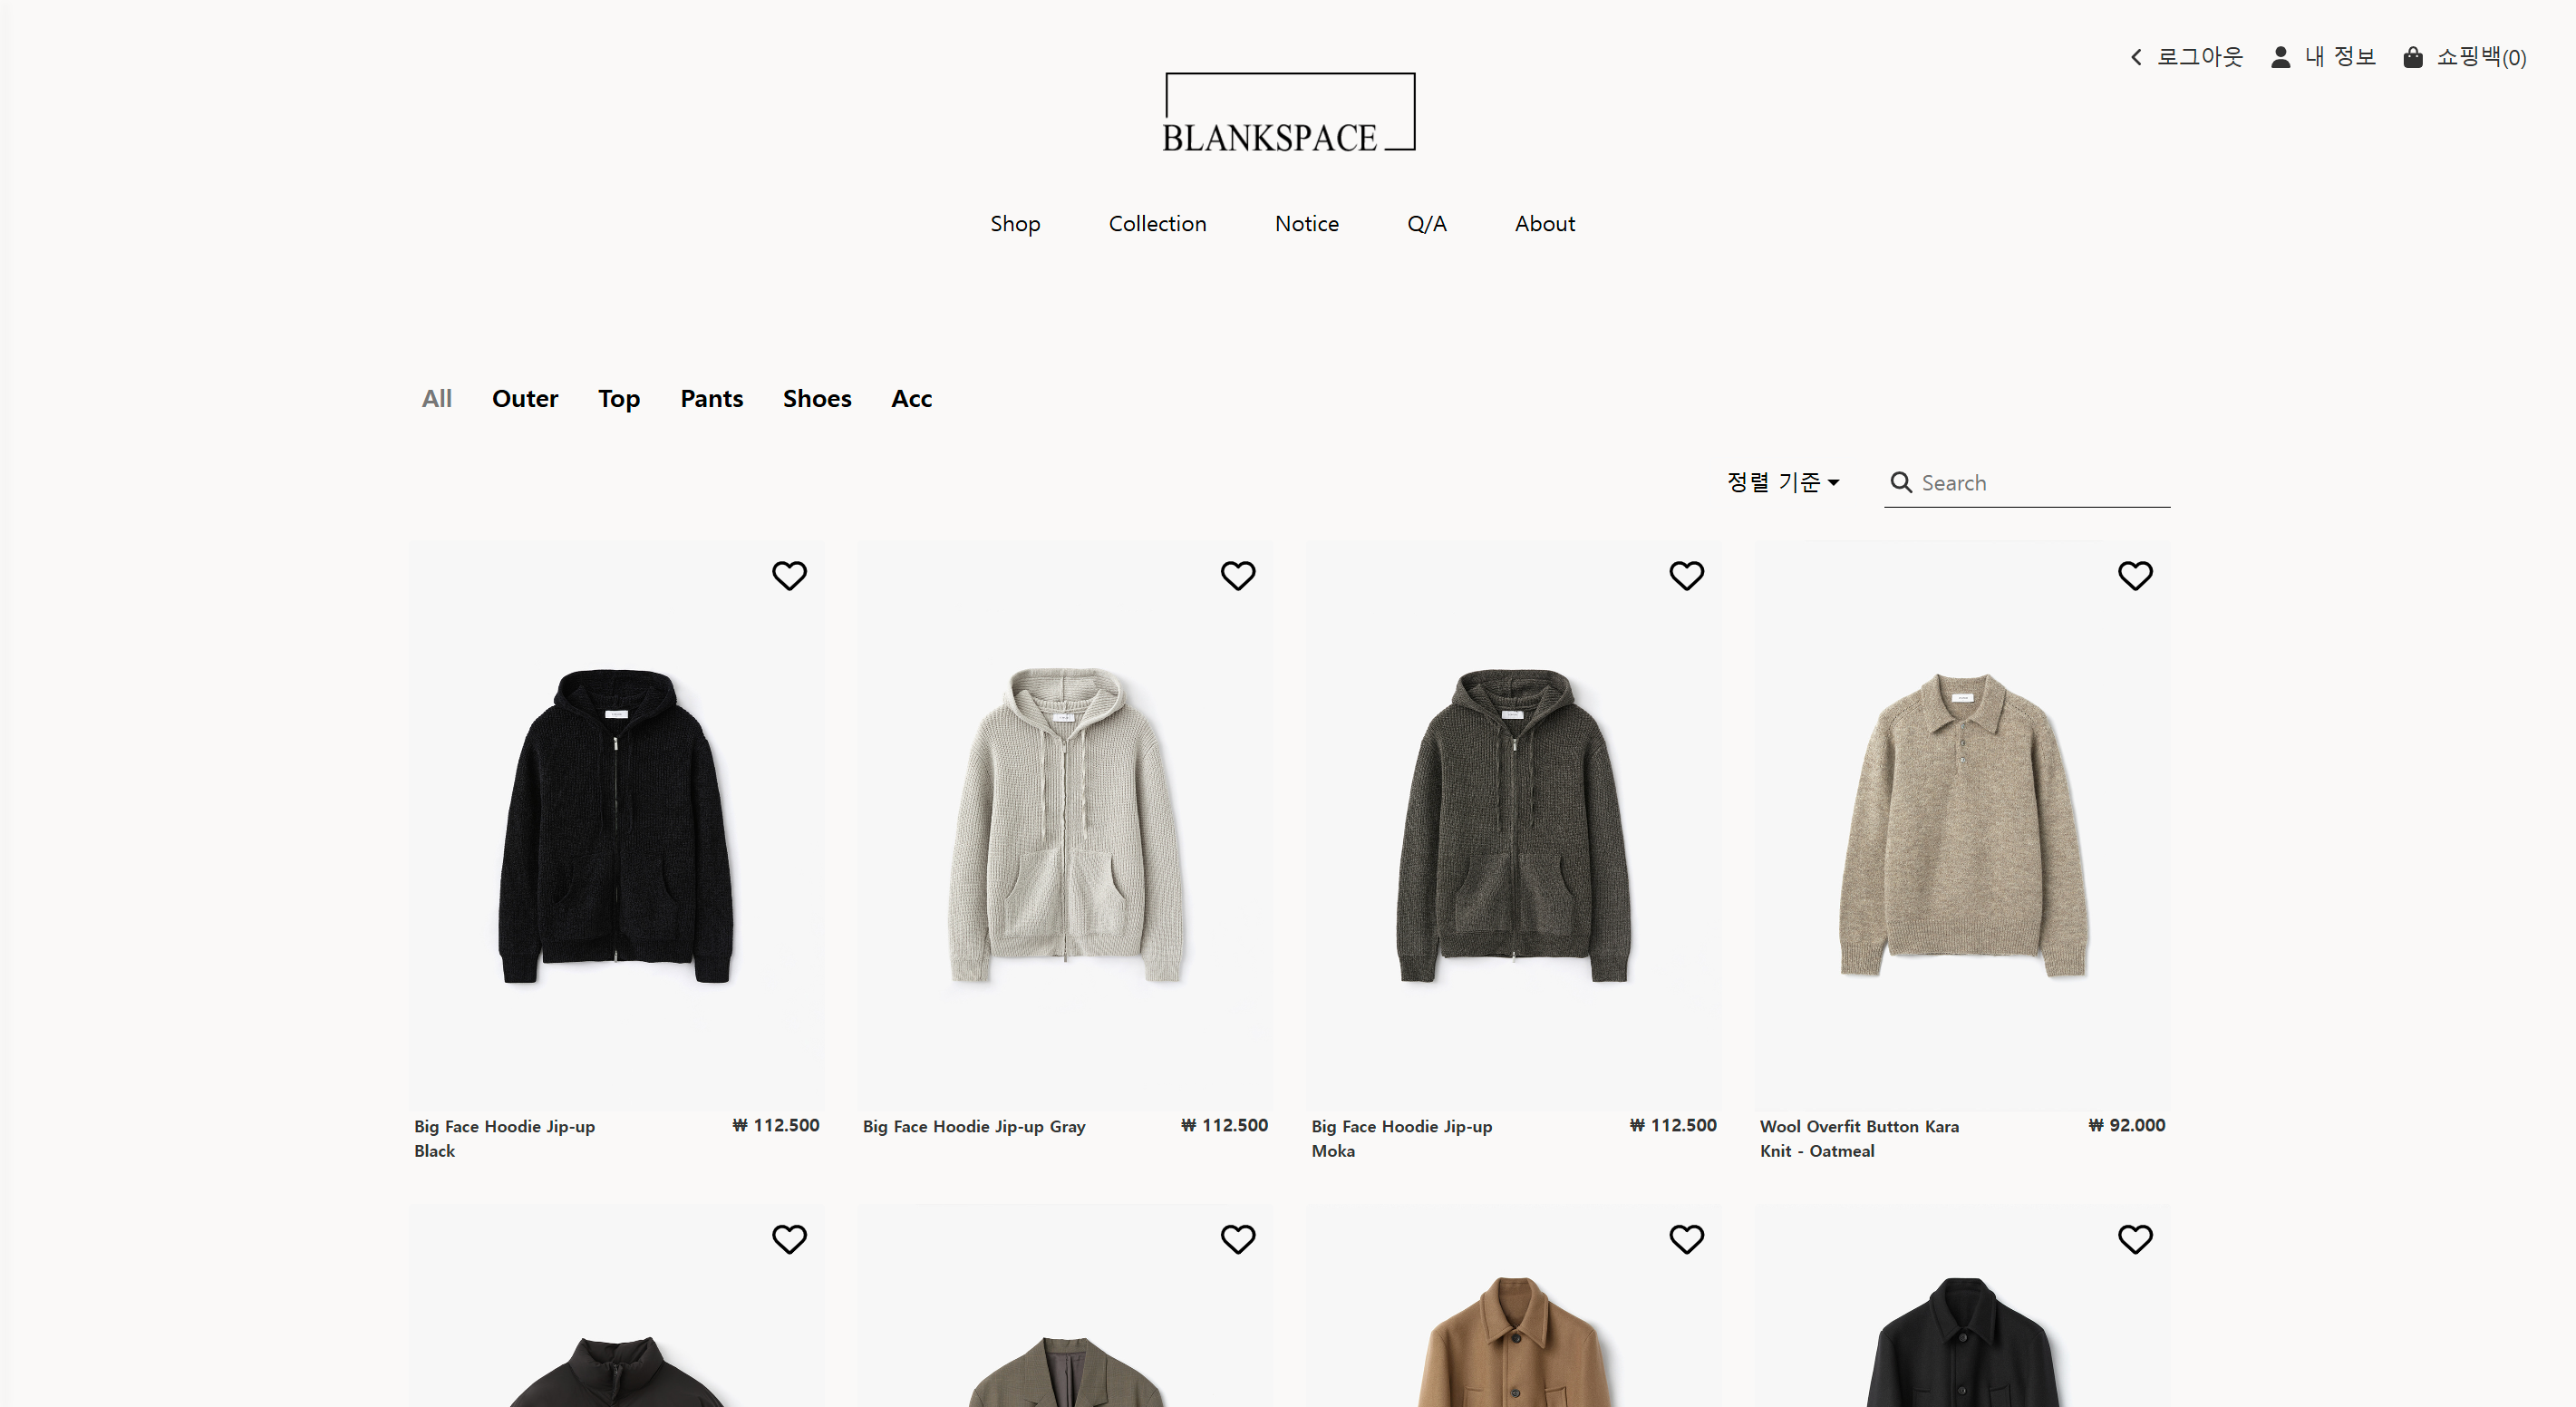 로그아웃 내 정보 쇼핑백(0)
BLANKSPACE
Shop Collection Notice Q/A About
All Outer Top Pants Shoes Acc
정렬 기준 Search
Big Face Hoodie Jip-up
Black
₩ 112.500
Big Face Hoodie Jip-up Gray
₩ 112.500
Big Face Hoodie Jip-up
Moka
₩ 112.500
Wool Overfit Button Kara
Knit - Oatmeal
₩ 92.000